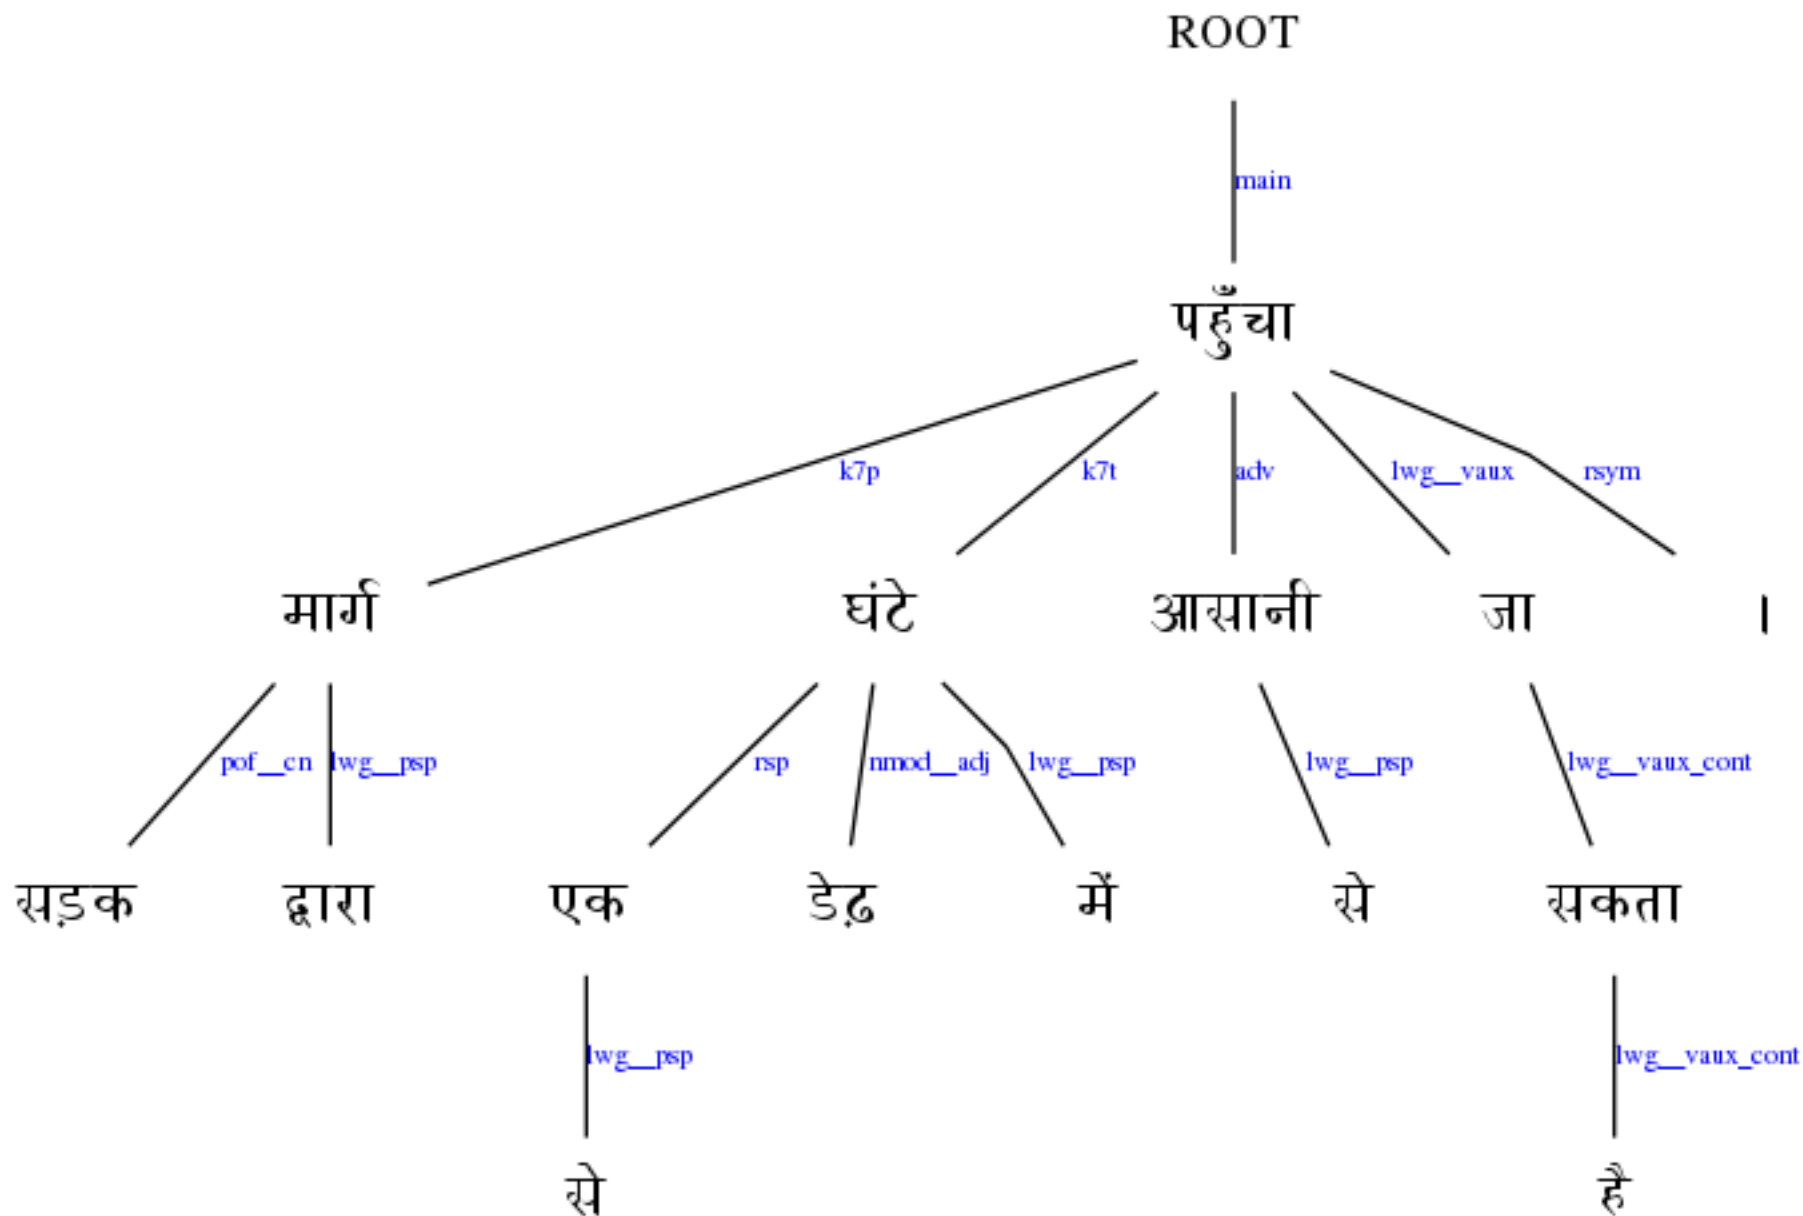 ROOT
main
पहुँचा
k7p k7t adv lwg__vaux rsym
मार्ग घंटे आसानी जा ।
pof__cn lwg__psp rsp nmod__adj lwg__psp lwg__psp lwg__vaux_cont
सड़क द्वारा एक डेढ़ में से सकता
lwg__psp lwg__vaux_cont
से है